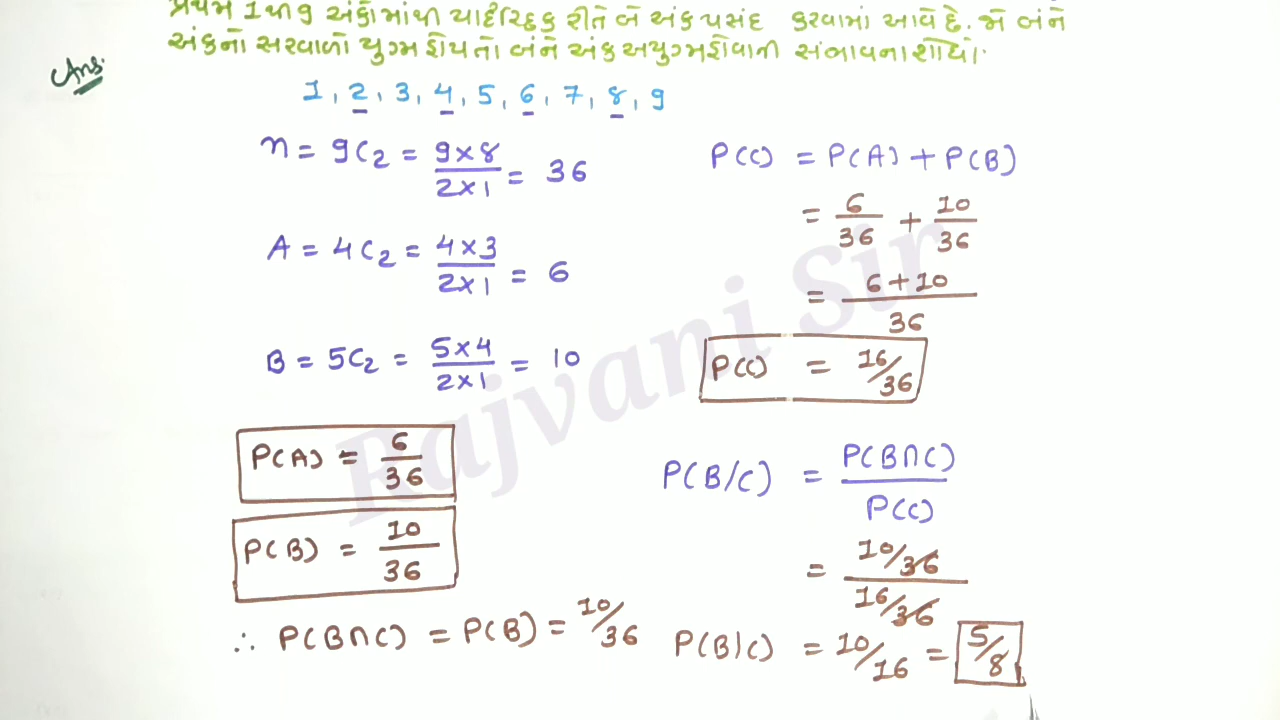 પ્રથમ 1 થી 9 અંકોમાંથી યાદૈચ્છિક રીતે બે અંક પસંદ કરવામાં આવે છે. જો બંને
અંકનો સરવાળો યુગ્મ હોય તો બંને અંક અયુગ્મ હોવાની સંભાવના શોધો.
Ans.
1, 2, 3, 4, 5, 6, 7, 8, 9
n = 9C2 = 9×8 / 2×1 = 36
A = 4C2 = 4×3 / 2×1 = 6
B = 5C2 = 5×4 / 2×1 = 10
P(A) = 6/36
P(B) = 10/36
∴ P(B∩C) = P(B) = 10/36
P(C) = P(A) + P(B)
= 6/36 + 10/36
= 6+10 / 36
P(C) = 16/36
P(B/C) = P(B∩C) / P(C)
= 10/36 / 16/36
P(B|C) = 10/16 = 5/8
Rajvani Sir